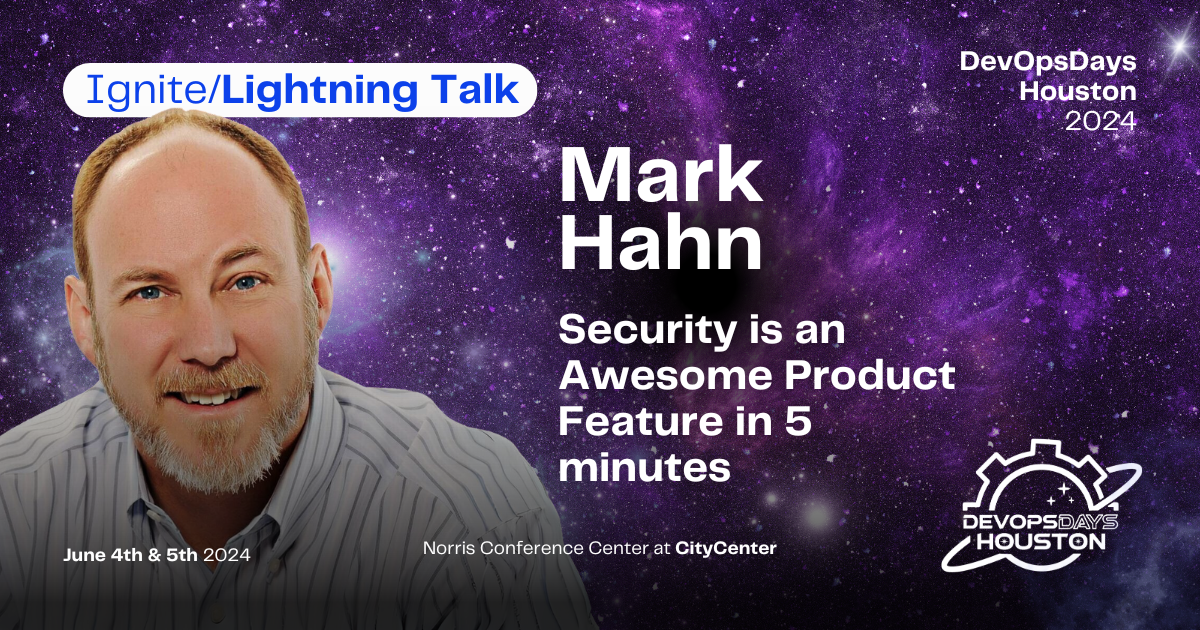 Ignite/Lightning Talk
DevOpsDays
Houston
2024
Mark
Hahn
Security is an
Awesome Product
Feature in 5
minutes
June 4th & 5th 2024
Norris Conference Center at CityCenter
DEVOPSDAYS
HOUSTON